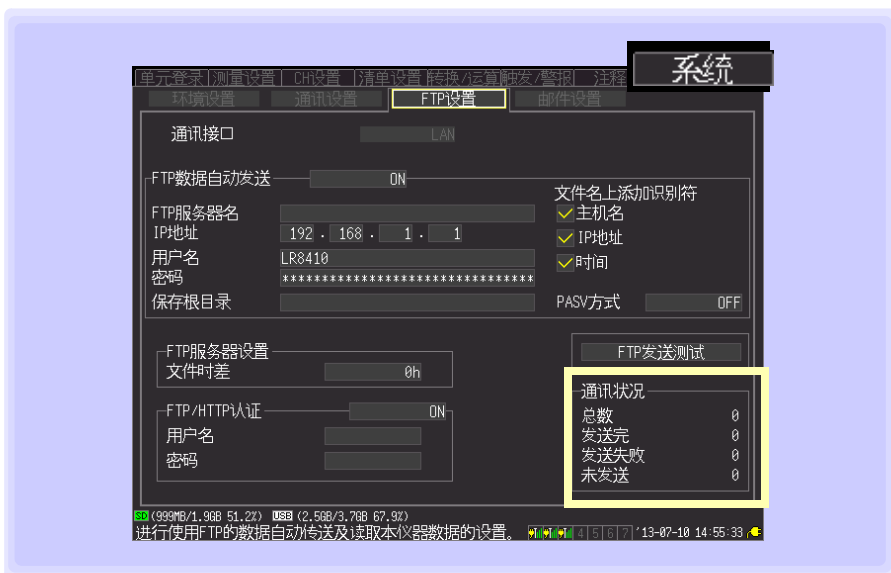 系统
单元登录 测量设置 CH设置 清单设置 转换/运算 触发/警报 注释
环境设置 通讯设置 FTP设置 邮件设置
通讯接口 LAN
FTP数据自动发送 ON
文件名上添加识别符
FTP服务器名
主机名
IP地址 192 . 168 . 1 . 1
IP地址
用户名 LR8410
时间
密码 ********************************
保存根目录
PASV方式 OFF
FTP服务器设置
文件时差 0h
FTP发送测试
通讯状况
总数 0
发送完 0
发送失败 0
未发送 0
FTP/HTTP认证 ON
用户名
密码
SD (999MB/1.9GB 51.2%) USB (2.5GB/3.7GB 67.9%)
进行使用FTP的数据自动传送及读取本仪器数据的设置。 4 5 6 7 '13-07-10 14:55:33